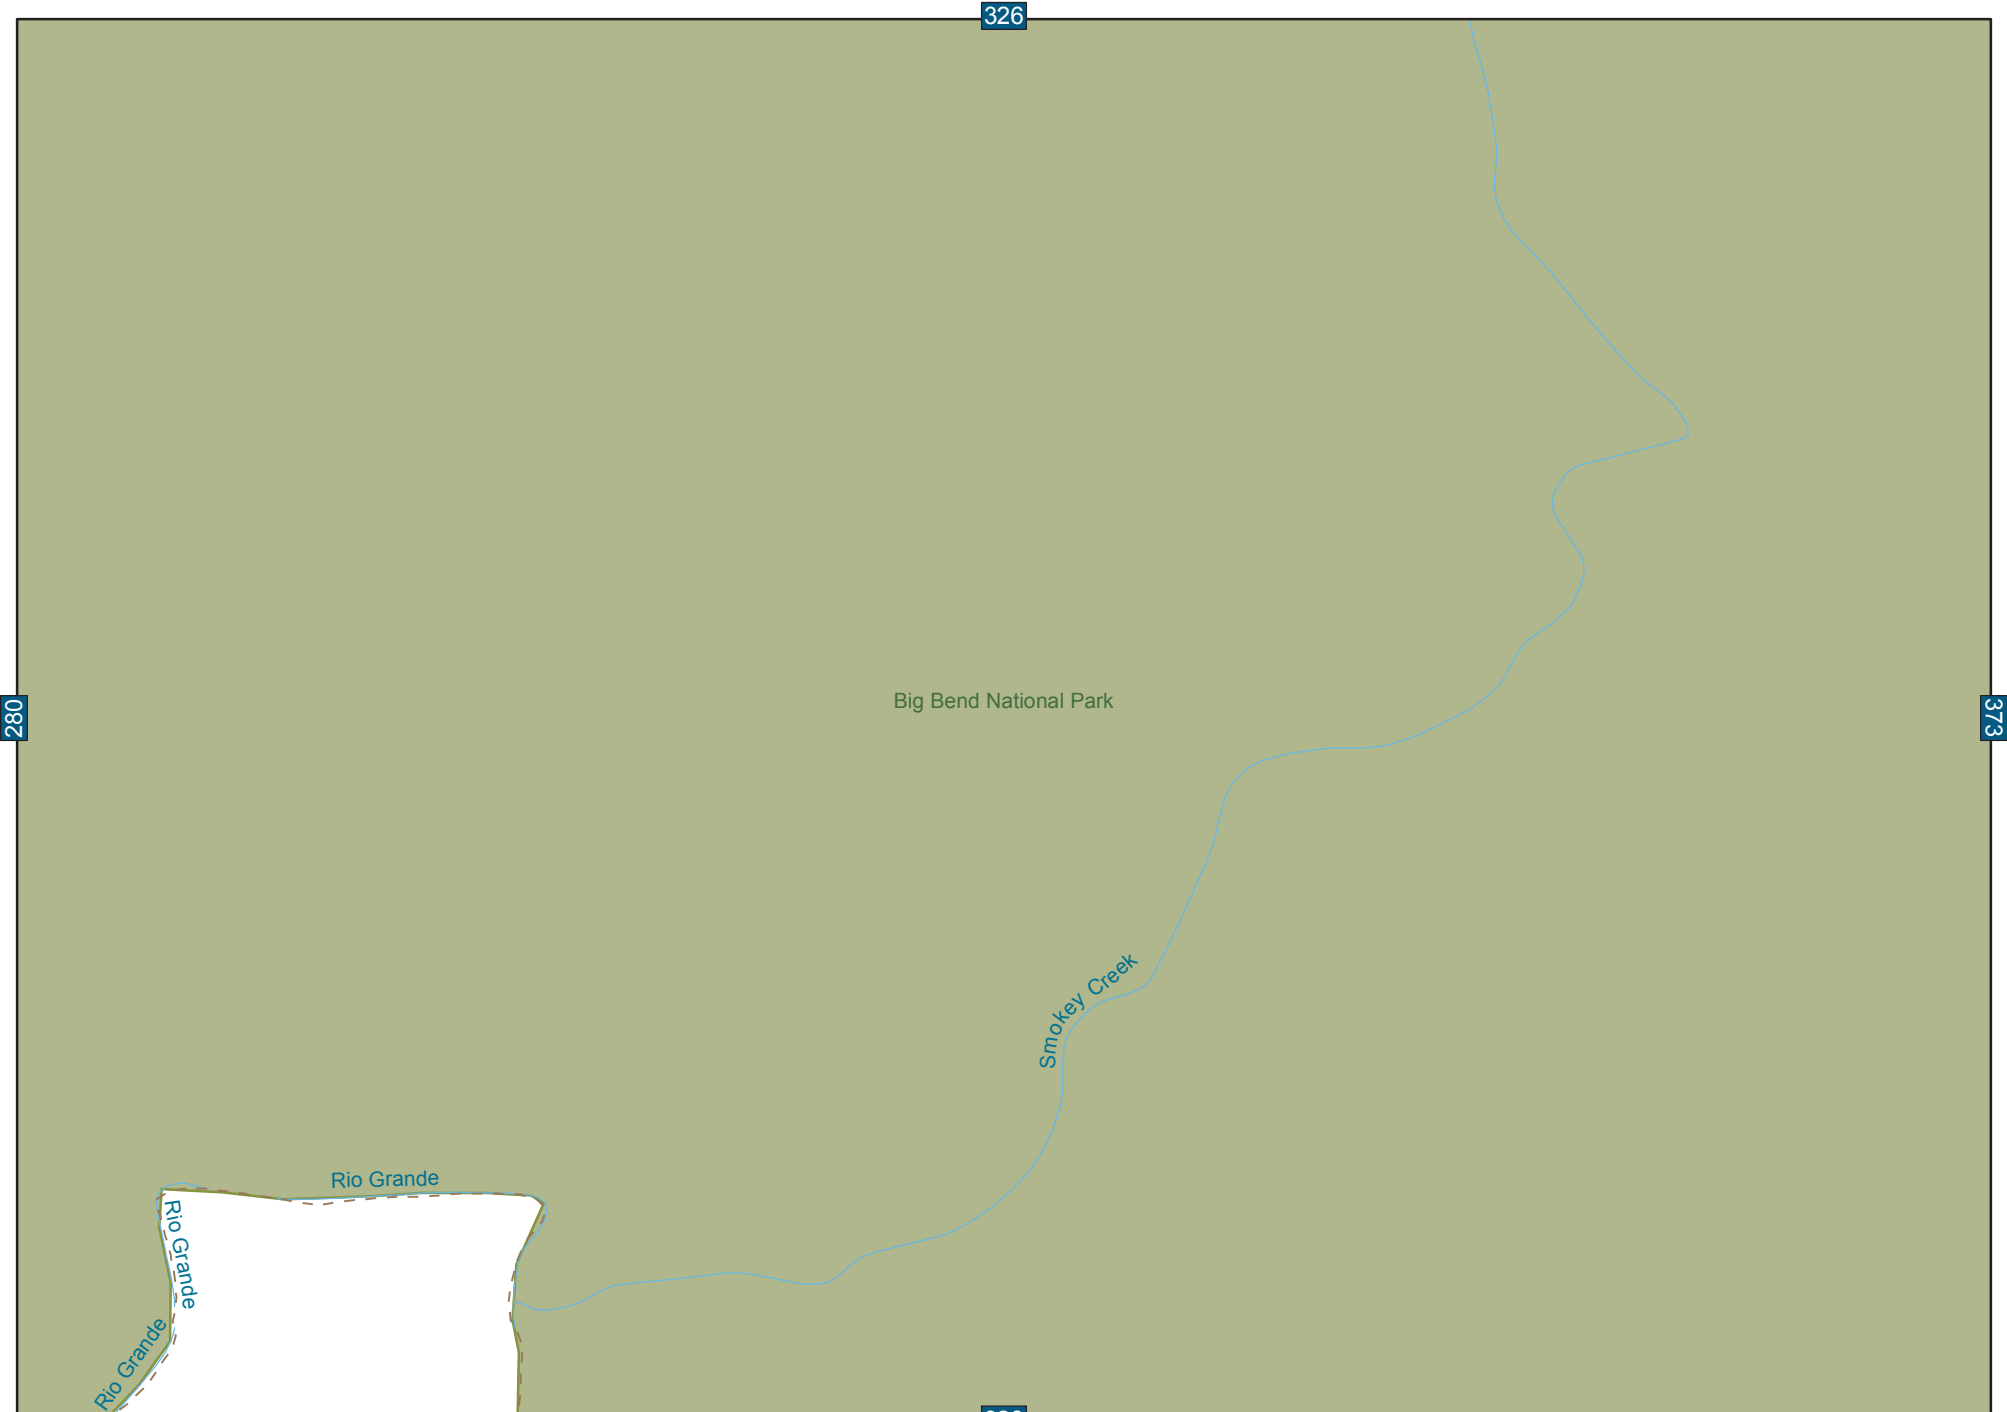 326
280
Big Bend National Park
373
Smokey Creek
Rio Grande
Rio Grande
Rio Grande